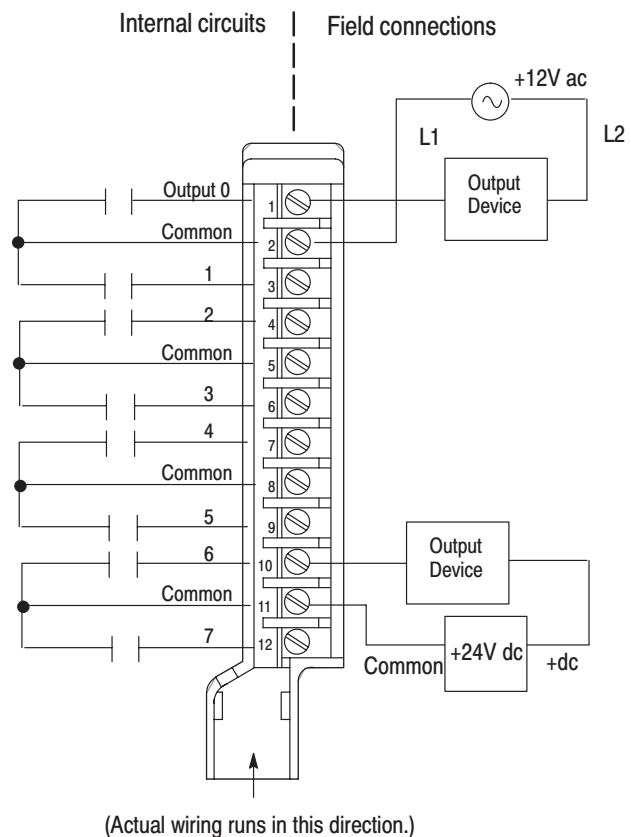 Internal circuits
Field connections
+12V ac
L1
L2
Output
Device
Output 0
1
Common
2
1
3
2
4
Common
5
3
6
4
7
Common
8
5
9
6
10
Output
Device
Common
11
7
12
Common
+24V dc
+dc
(Actual wiring runs in this direction.)